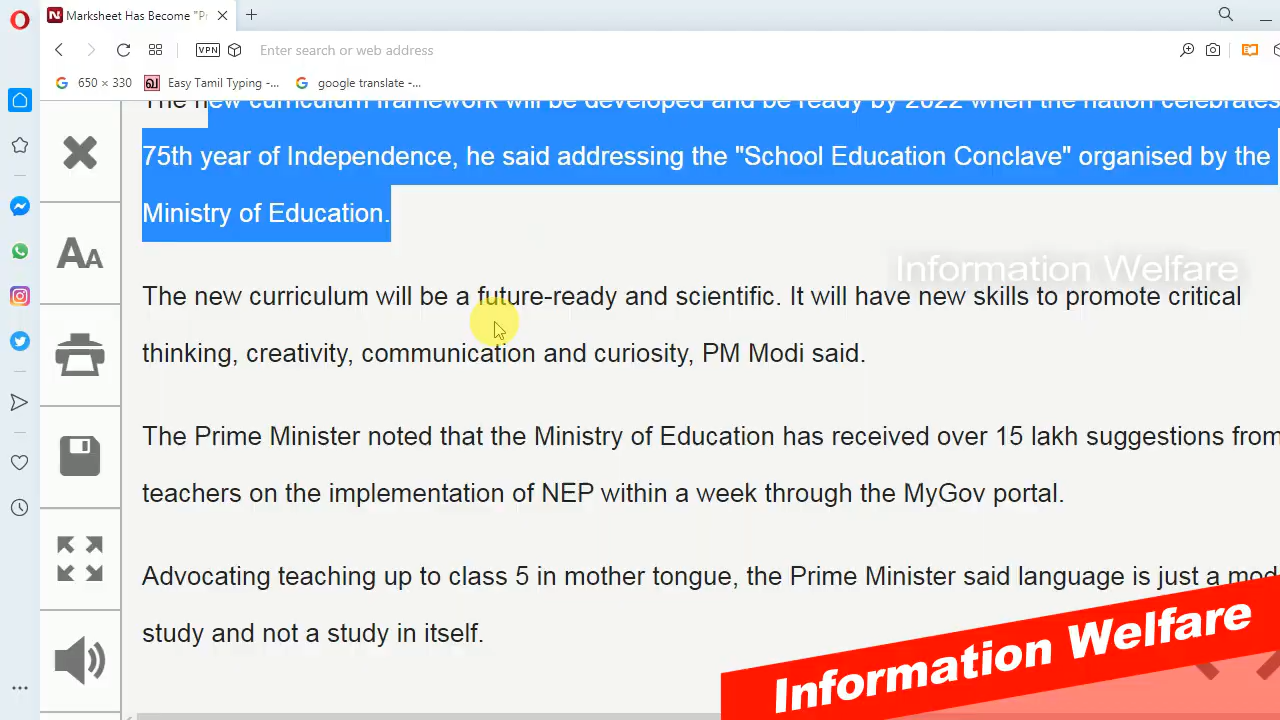 Marksheet Has Become "P
VPN
Enter search or web address
650 × 330
Easy Tamil Typing -...
google translate -...
The new curriculum framework will be developed and be ready by 2022 when the nation celebrates
75th year of Independence, he said addressing the "School Education Conclave" organised by the
Ministry of Education.
Information Welfare
The new curriculum will be a future-ready and scientific. It will have new skills to promote critical
thinking, creativity, communication and curiosity, PM Modi said.
The Prime Minister noted that the Ministry of Education has received over 15 lakh suggestions from
teachers on the implementation of NEP within a week through the MyGov portal.
Advocating teaching up to class 5 in mother tongue, the Prime Minister said language is just a mod
study and not a study in itself.
Information Welfare
AA